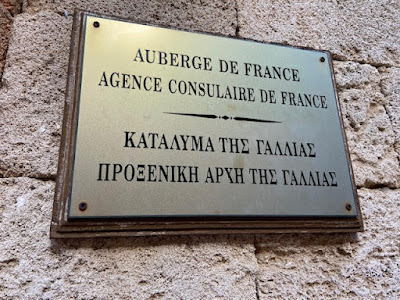 AUBERGE DE FRANCE
AGENCE CONSULAIRE DE FRANCE
ΚΑΤΑΛΥΜΑ ΤΗΣ ΓΑΛΛΙΑΣ
ΠΡΟΞΕΝΙΚΗ ΑΡΧΗ ΤΗΣ ΓΑΛΛΙΑΣ